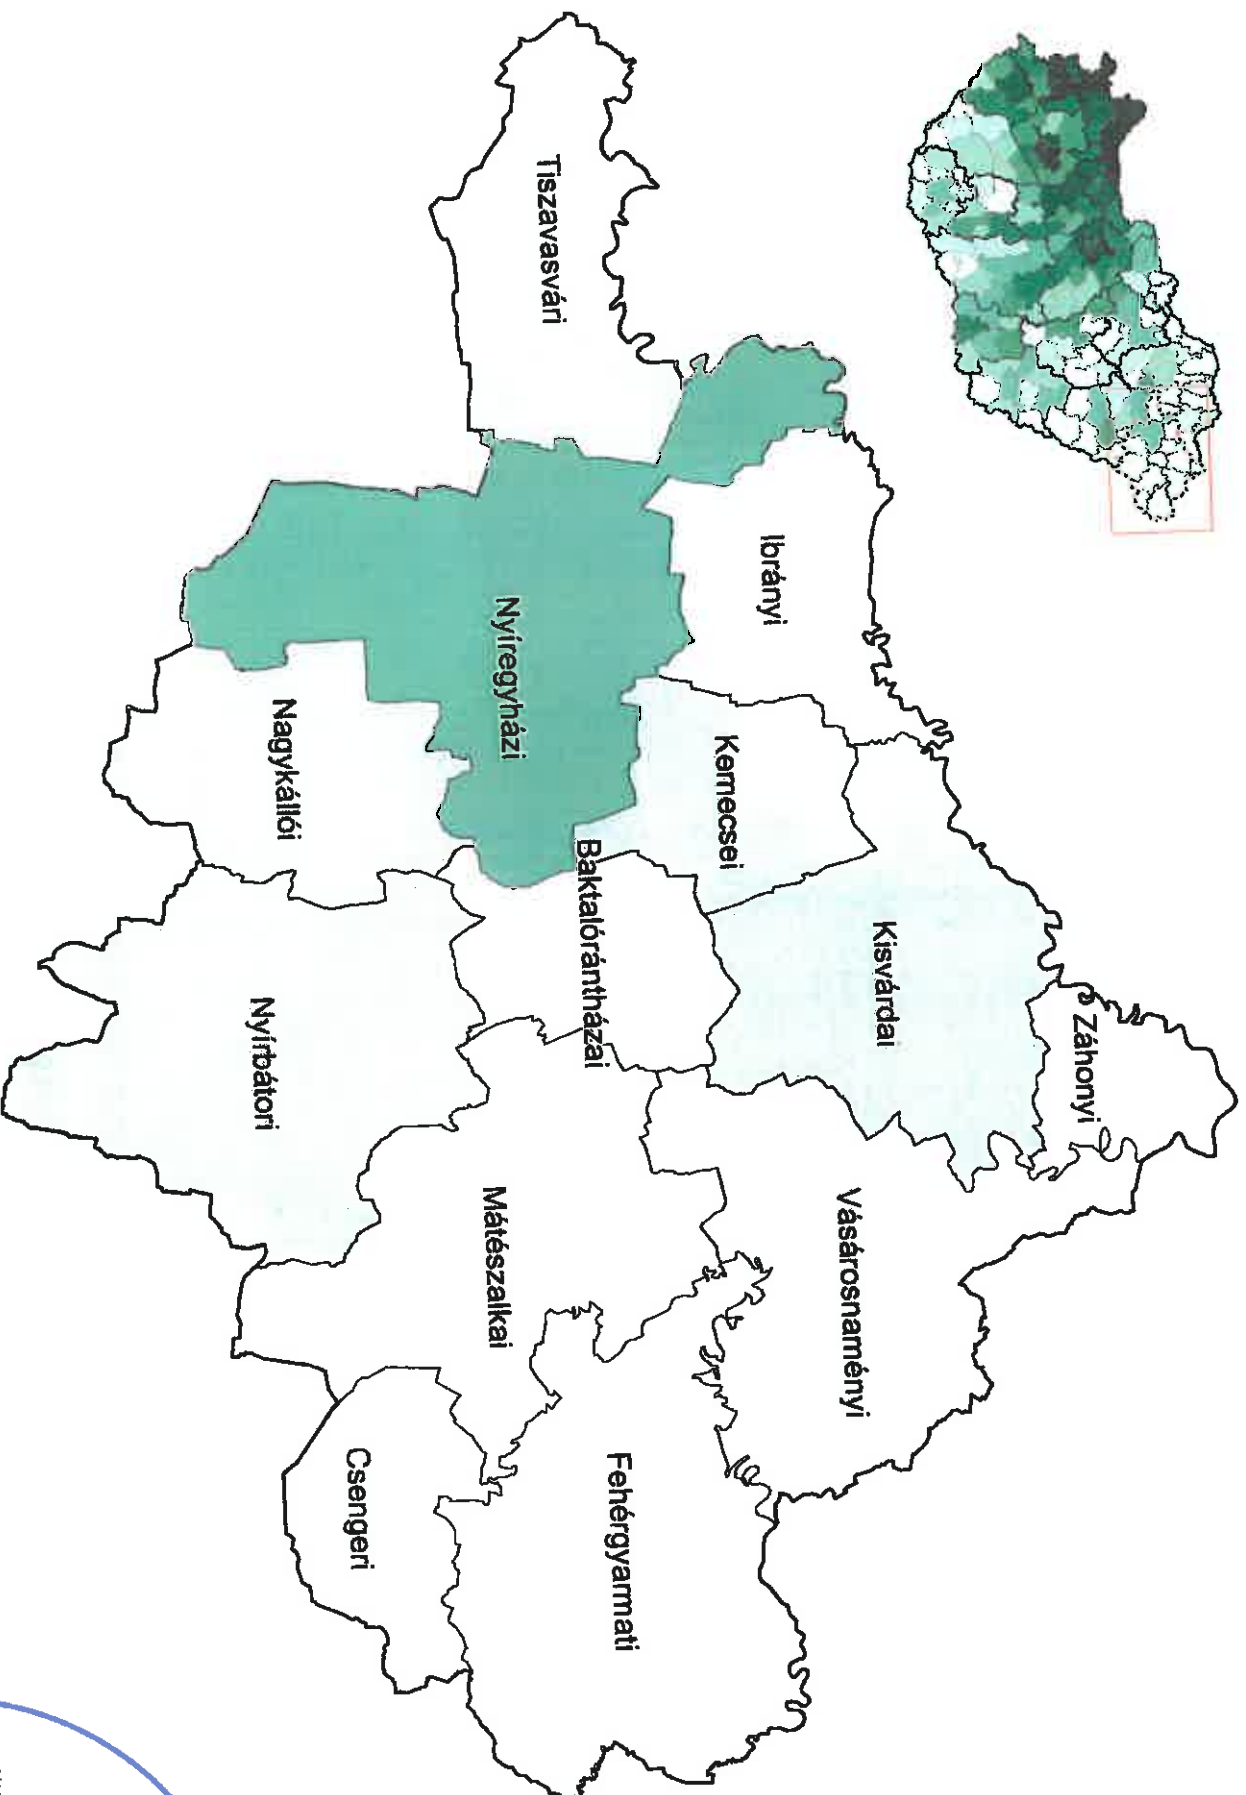 Záhonyi
Kisvárdai
Vásárosnaményi
Ibrányi
Kemecsei
Baktalórántházai
Fehérgyarmati
Tiszavasvári
Nyíregyházi
Mátészalkai
Csengeri
Nagykállói
Nyírbátori